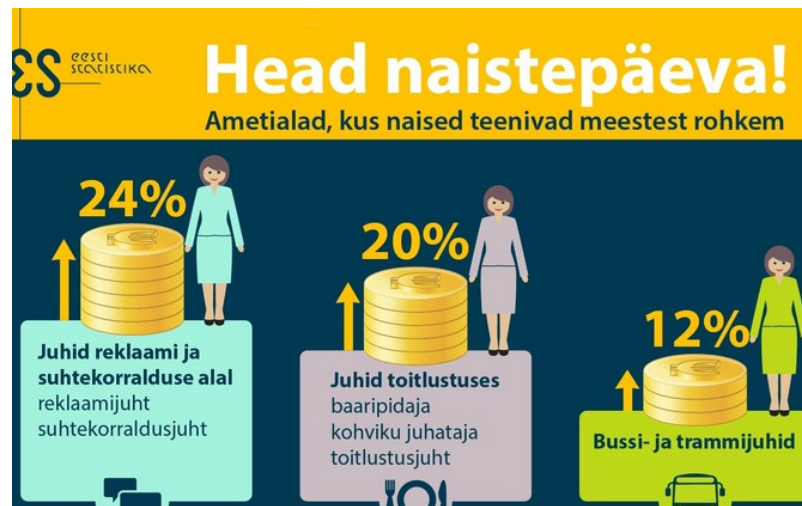 eesti
statistika
Head naistepäeva!
Ametialad, kus naised teenivad meestest rohkem
24%
Juhid reklaami ja
suhtekorralduse alal
reklaamijuht
suhtekorraldusjuht
20%
Juhid toitlustuses
baaripidaja
kohviku juhataja
toitlustusjuht
12%
Bussi- ja trammijuhid